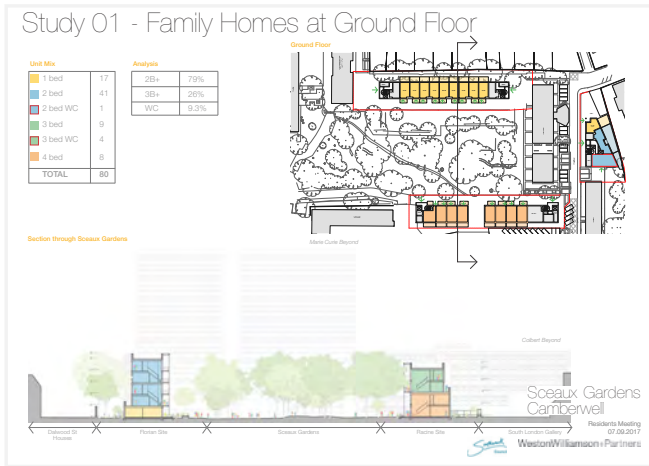 Study 01 - Family Homes at Ground Floor
Unit Mix
1 bed 17
2 bed 41
2 bed WC 1
3 bed 9
3 bed WC 4
4 bed 8
TOTAL 80
Analysis
2B+ 79%
3B+ 26%
WC 9.3%
Ground Floor
Maria Curie Beyond
Section through Sceaux Gardens
Colbert Beyond
Dalwood St
Houses
Florian Site
Sceaux Gardens
Racine Site
South London Gallery
Sceaux Gardens
Camberwell
Residents Meeting
07.09.2017
WestonWilliamson+Partners